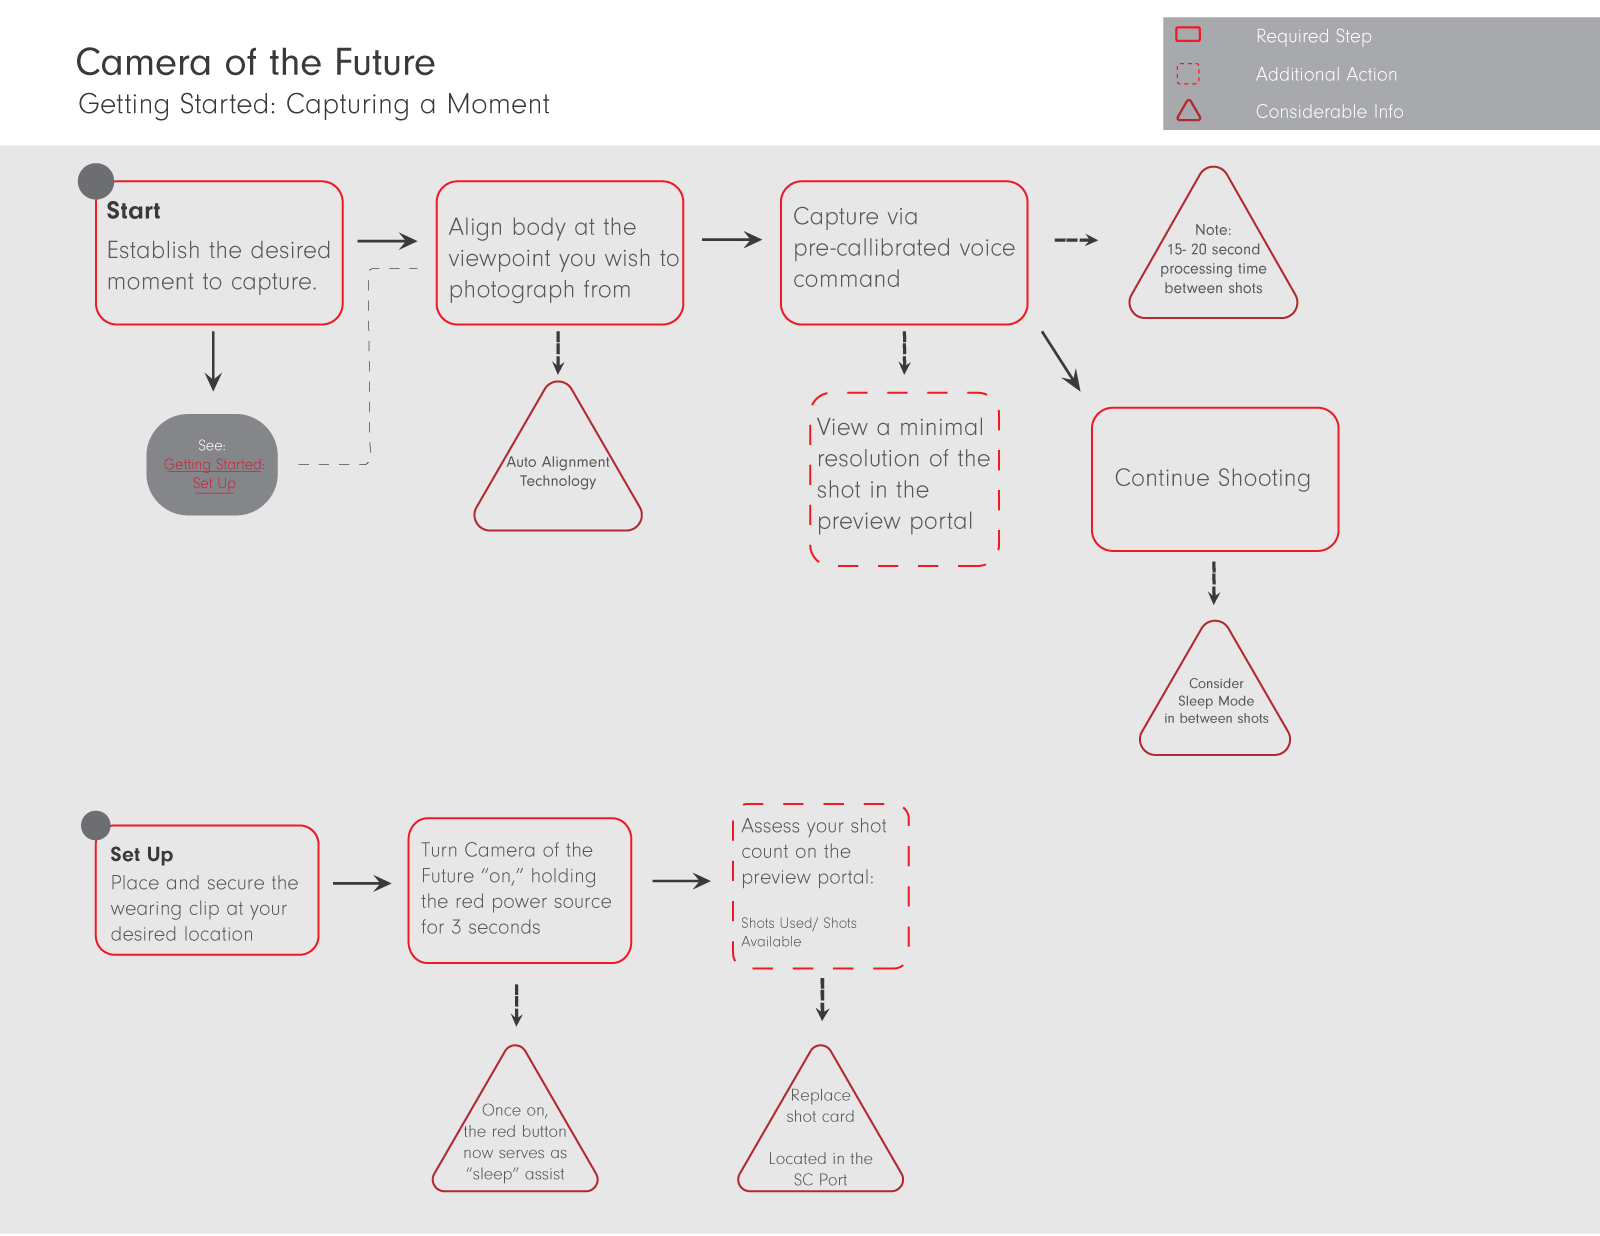 Camera of the Future
Getting Started: Capturing a Moment
Required Step
Additional Action
Considerable Info
Start
Establish the desired
moment to capture.
Align body at the
viewpoint you wish to
photograph from
Capture via
pre-callibrated voice
command
Note:
15- 20 second
processing time
between shots
See:
Getting Started:
Set Up
Auto Alignment
Technology
View a minimal
resolution of the
shot in the
preview portal
Continue Shooting
Consider
Sleep Mode
in between shots
Set Up
Place and secure the
wearing clip at your
desired location
Turn Camera of the
Future “on,” holding
the red power source
for 3 seconds
Assess your shot
count on the
preview portal:
Shots Used/ Shots
Available
Once on,
the red button
now serves as
“sleep” assist
Replace
shot card
Located in the
SC Port